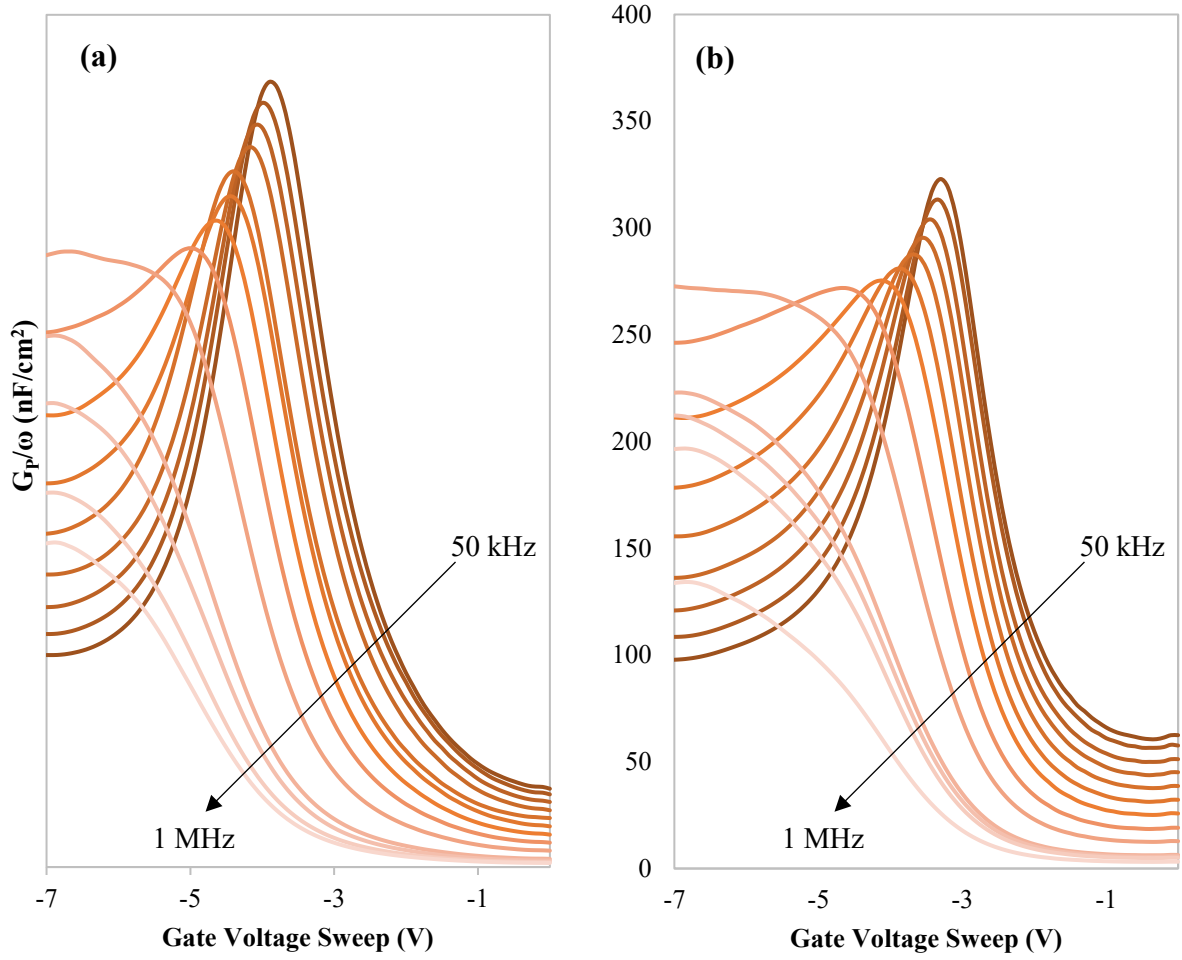 (a)
G_P/ω (nF/cm²)
50 kHz
1 MHz
-7 -5 -3 -1
Gate Voltage Sweep (V)
(b)
400
350
300
250
200
150
100
50
0
50 kHz
1 MHz
-7 -5 -3 -1
Gate Voltage Sweep (V)